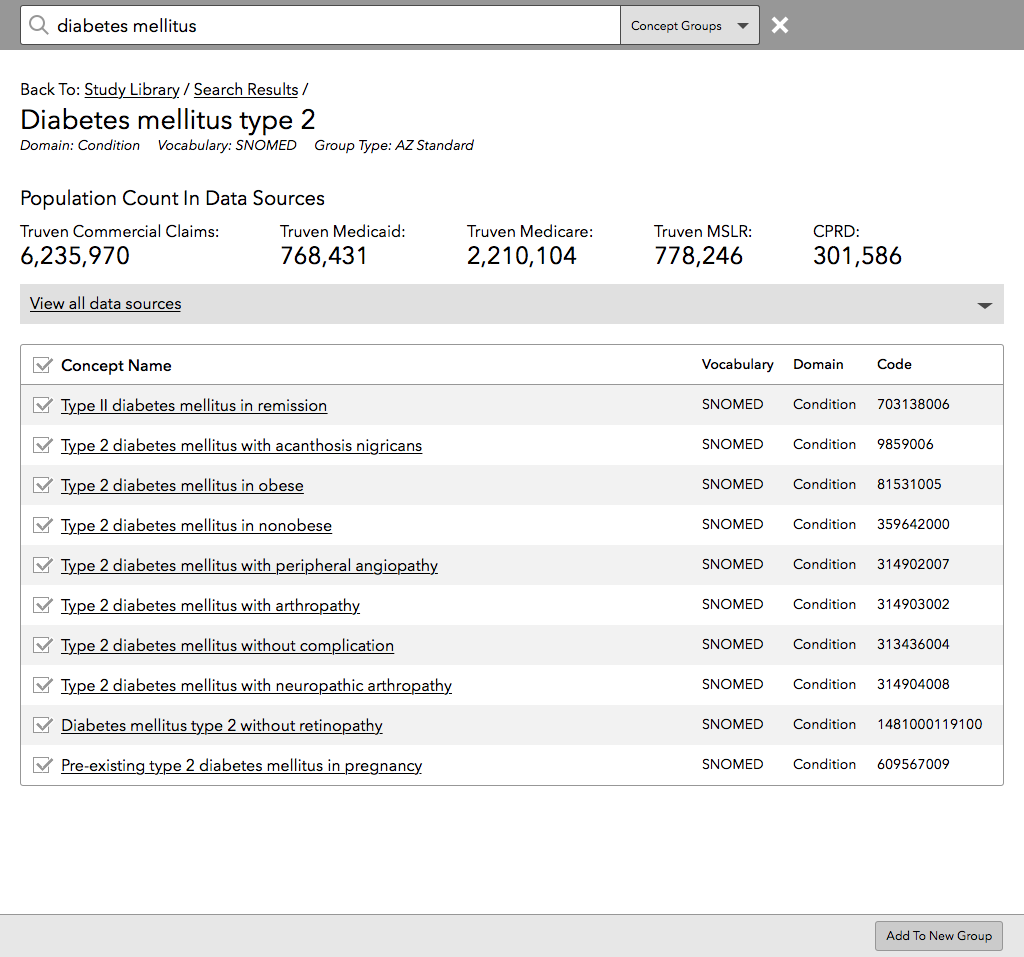 diabetes mellitus
Concept Groups
Back To: Study Library / Search Results /
Diabetes mellitus type 2
Domain: Condition Vocabulary: SNOMED Group Type: AZ Standard
Population Count In Data Sources
Truven Commercial Claims: Truven Medicaid: Truven Medicare: Truven MSLR: CPRD:
6,235,970 768,431 2,210,104 778,246 301,586
View all data sources
Concept Name Vocabulary Domain Code
Type II diabetes mellitus in remission SNOMED Condition 703138006
Type 2 diabetes mellitus with acanthosis nigricans SNOMED Condition 9859006
Type 2 diabetes mellitus in obese SNOMED Condition 81531005
Type 2 diabetes mellitus in nonobese SNOMED Condition 359642000
Type 2 diabetes mellitus with peripheral angiopathy SNOMED Condition 314902007
Type 2 diabetes mellitus with arthropathy SNOMED Condition 314903002
Type 2 diabetes mellitus without complication SNOMED Condition 313436004
Type 2 diabetes mellitus with neuropathic arthropathy SNOMED Condition 314904008
Diabetes mellitus type 2 without retinopathy SNOMED Condition 1481000119100
Pre-existing type 2 diabetes mellitus in pregnancy SNOMED Condition 609567009
Add To New Group